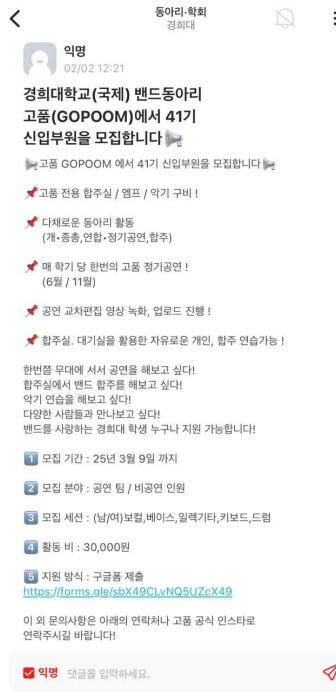 동아리·학회
경희대
익명
02/02 12:21
경희대학교(국제) 밴드동아리
고품(GOPOOM)에서 41기
신입부원을 모집합니다📢
📢고품 GOPOOM 에서 41기 신입부원을 모집합니다📢
📌고품 전용 합주실 / 엠프 / 악기 구비 !
📌 다채로운 동아리 활동
(개•종총,연합•정기공연,합주)
📌 매 학기 당 한번의 고품 정기공연 !
(6월 / 11월)
📌 공연 교차편집 영상 녹화, 업로드 진행 !
📌 합주실. 대기실을 활용한 자유로운 개인, 합주 연습가능 !
한번쯤 무대에 서서 공연을 해보고 싶다!
합주실에서 밴드 합주를 해보고 싶다!
악기 연습을 해보고 싶다!
다양한 사람들과 만나보고 싶다!
밴드를 사랑하는 경희대 학생 누구나 지원 가능합니다!
1️⃣ 모집 기간 : 25년 3월 9일 까지
2️⃣ 모집 분야 : 공연 팀 / 비공연 인원
3️⃣ 모집 세션 : (남/여)보컬,베이스,일렉기타,키보드,드럼
4️⃣ 활동 비 : 30,000원
5️⃣ 지원 방식 : 구글폼 제출
https://forms.gle/sbX49CLvNQ5UZcX49
이 외 문의사항은 아래의 연락처나 고품 공식 인스타로
연락주시길 바랍니다!
익명 댓글을 입력하세요.